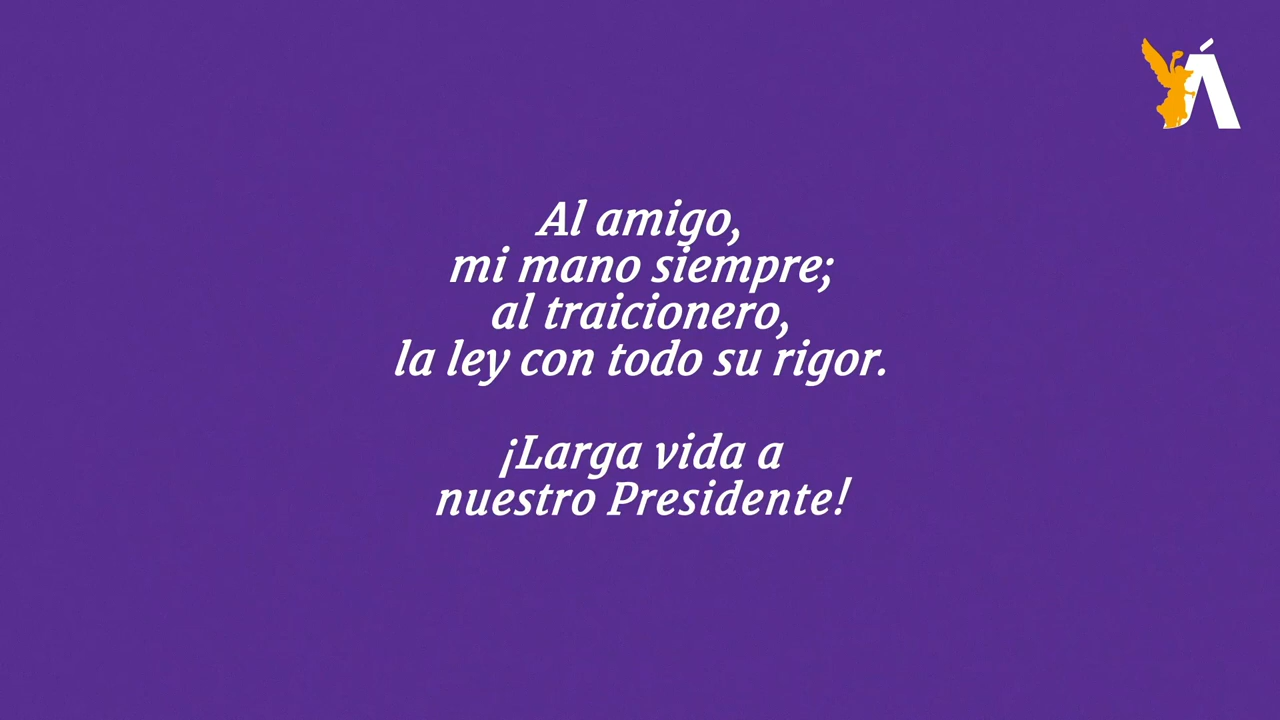 Á
Al amigo,
mi mano siempre;
al traicionero,
la ley con todo su rigor.
¡Larga vida a
nuestro Presidente!